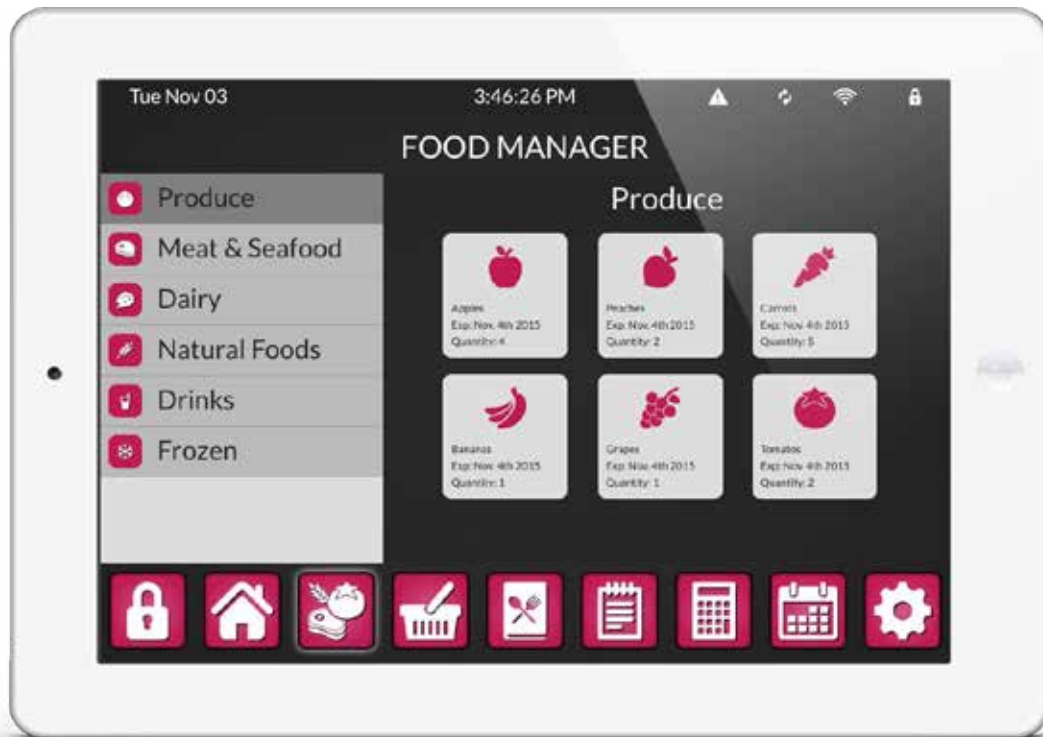 Tue Nov 03
3:46:26 PM
FOOD MANAGER
Produce
Meat & Seafood
Dairy
Natural Foods
Drinks
Frozen
Produce
Apples
Exp: Nov. 4th 2015
Quantity: 4
Peaches
Exp: Nov. 4th 2015
Quantity: 2
Carrots
Exp: Nov. 4th 2015
Quantity: 5
Bananas
Exp: Nov. 4th 2015
Quantity: 1
Grapes
Exp: Nov. 4th 2015
Quantity: 1
Tomatos
Exp: Nov. 4th 2015
Quantity: 2